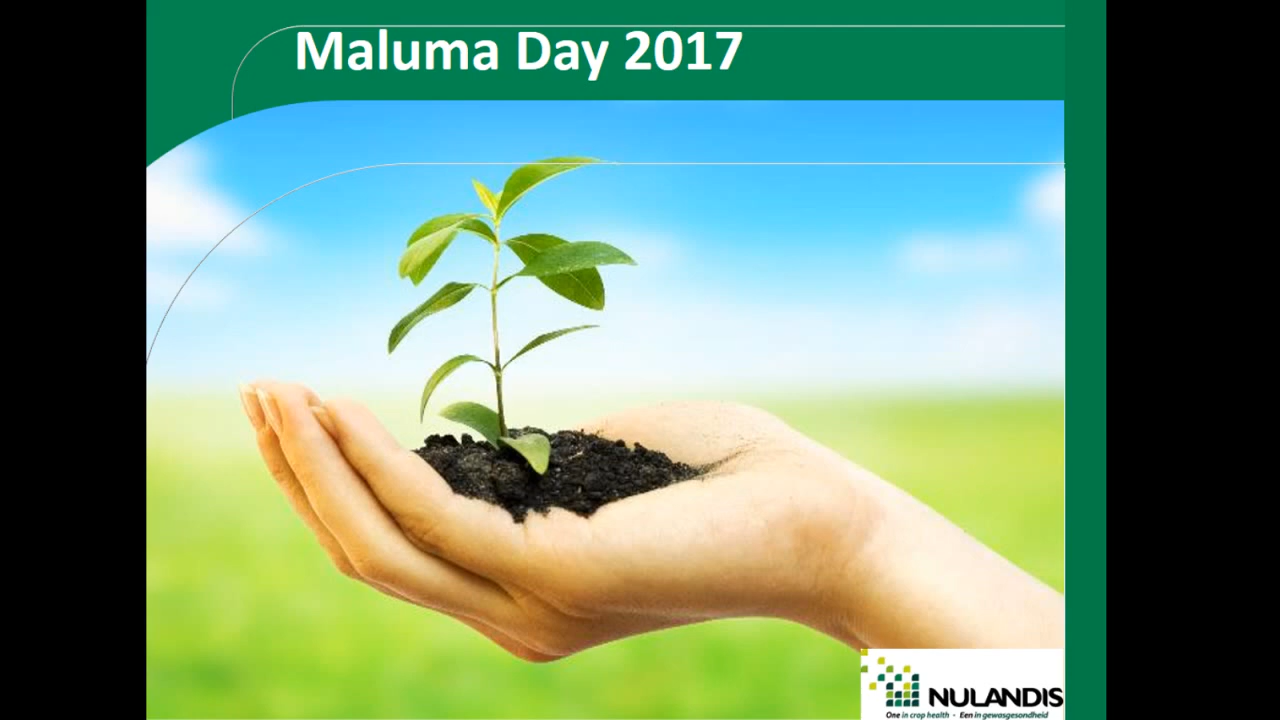 Maluma Day 2017
NULANDIS
One in crop health - Een in gewasgesondheid